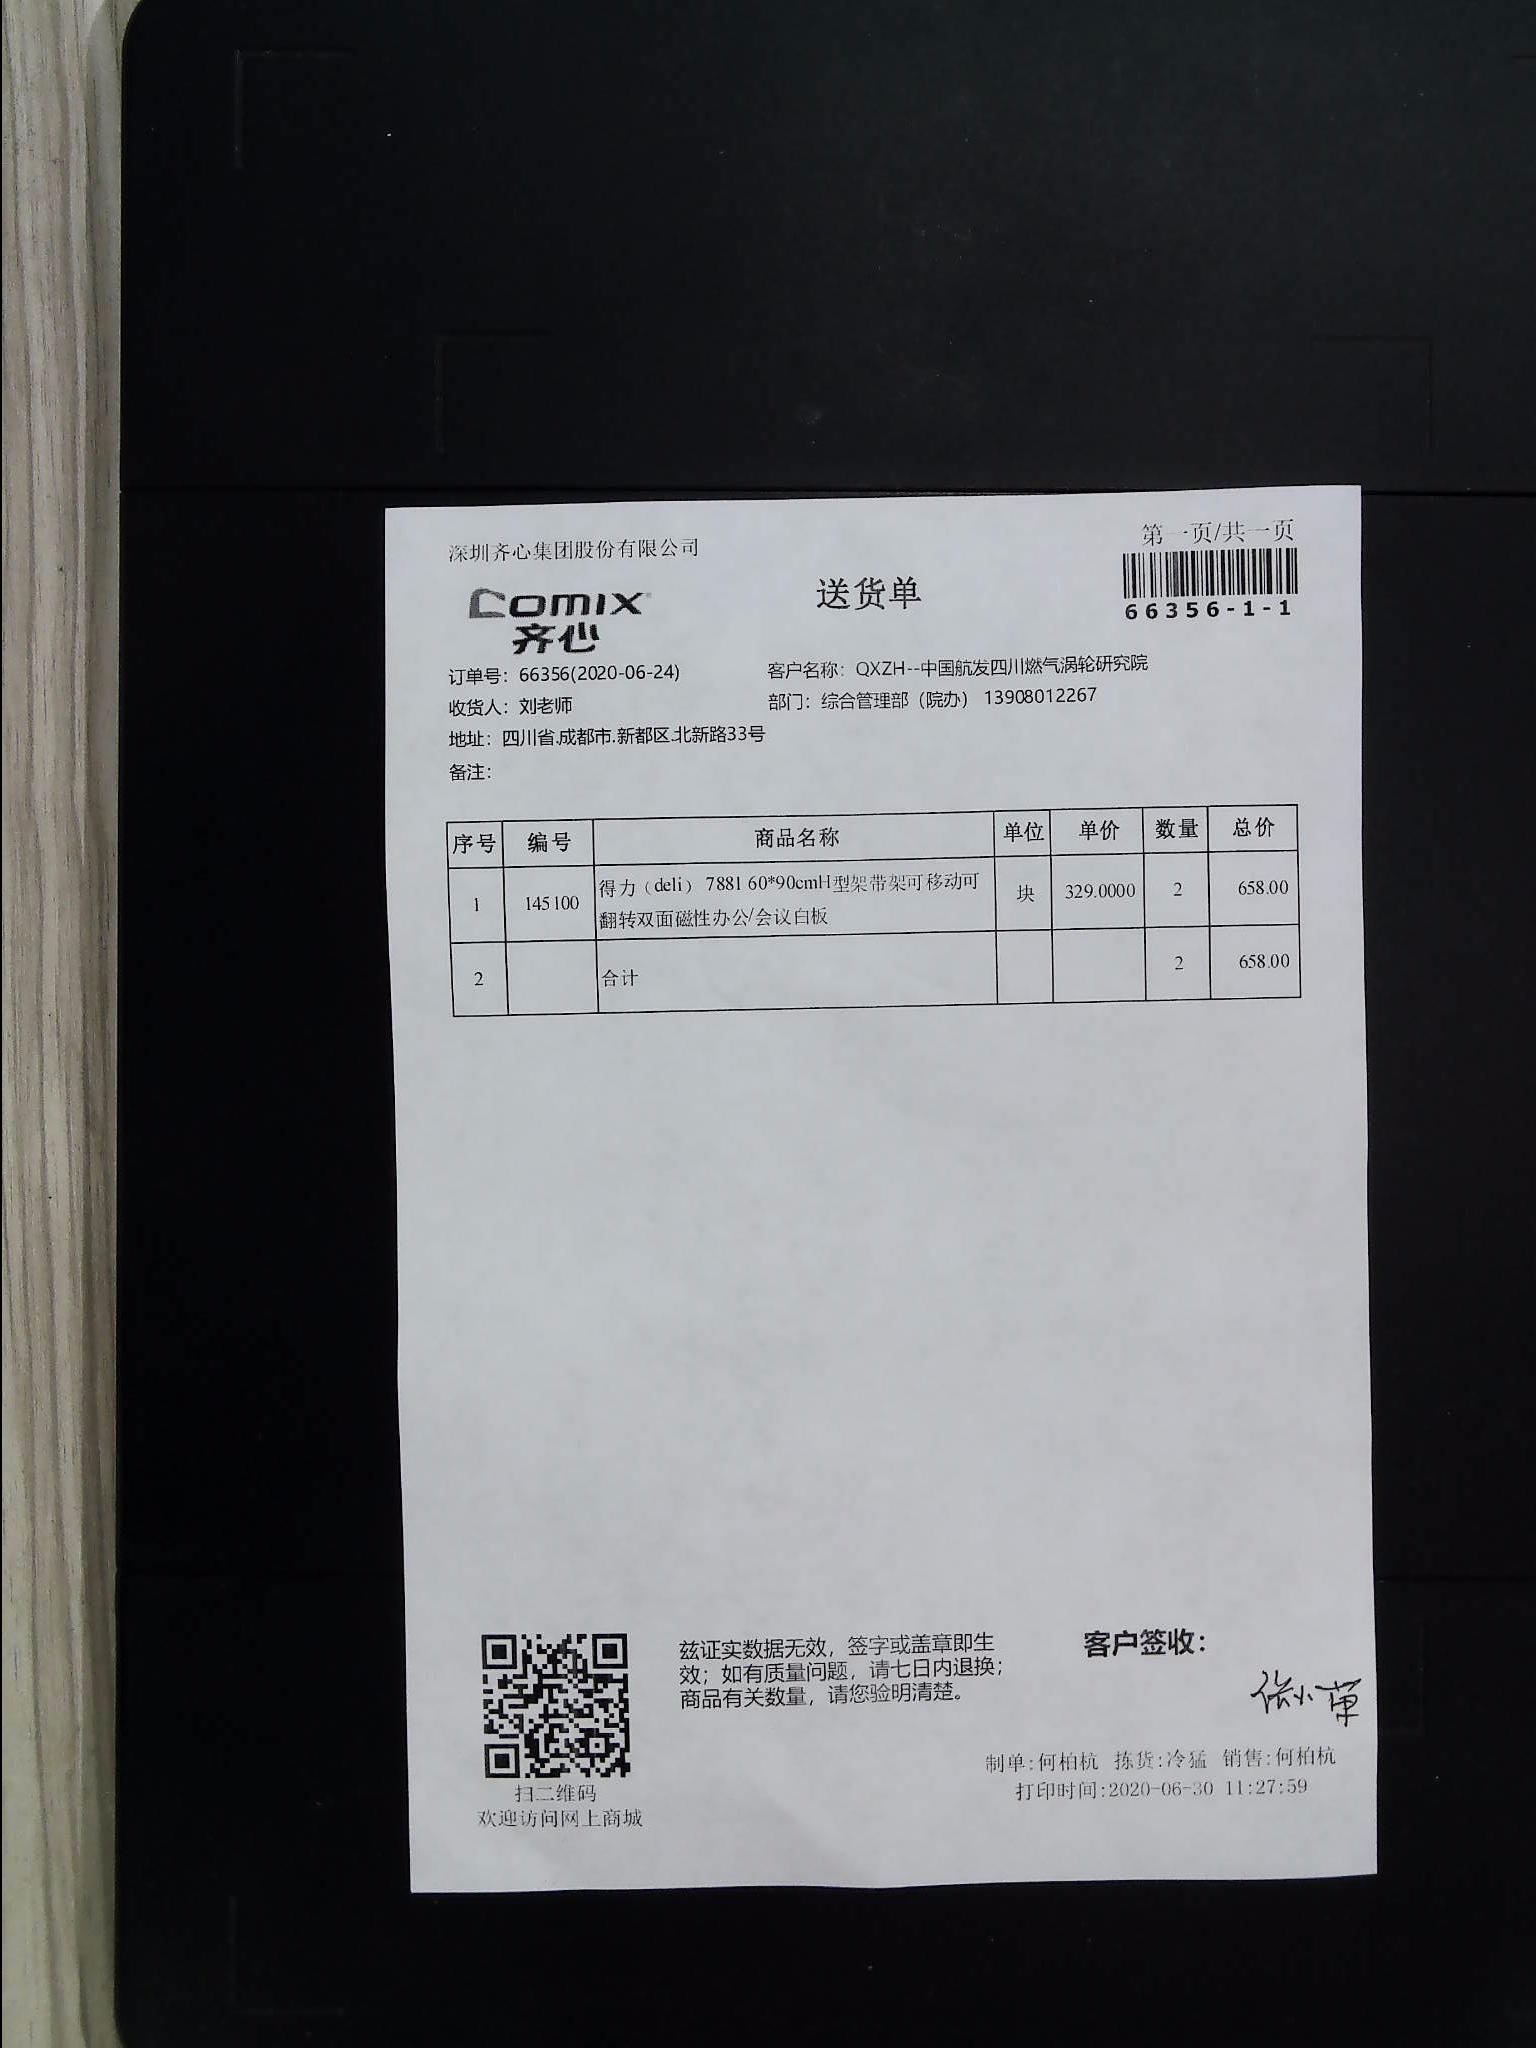 第一页/共一页
深圳齐心集团股份有限公司
comix
齐心
送货单
66356-1-1
订单号：66356(2020-06-24)
客户名称：QXZH--中国航发四川燃气涡轮研究院
收货人：刘老师
部门：综合管理部（院办） 13908012267
地址：四川省.成都市.新都区.北新路33号
备注：
序号 编号 商品名称 单位 单价 数量 总价
1 145100 得力（deli） 7881 60*90cmH型架带架可移动可 块 329.0000 2 658.00
翻转双面磁性办公/会议白板
2 合计 2 658.00
兹证实数据无效，签字或盖章即生
效；如有质量问题，请七日内退换；
商品有关数量，请您验明清楚。
客户签收：
制单:何柏杭 拣货:冷猛 销售:何柏杭
打印时间:2020-06-30 11:27:59
扫二维码
欢迎访问网上商城